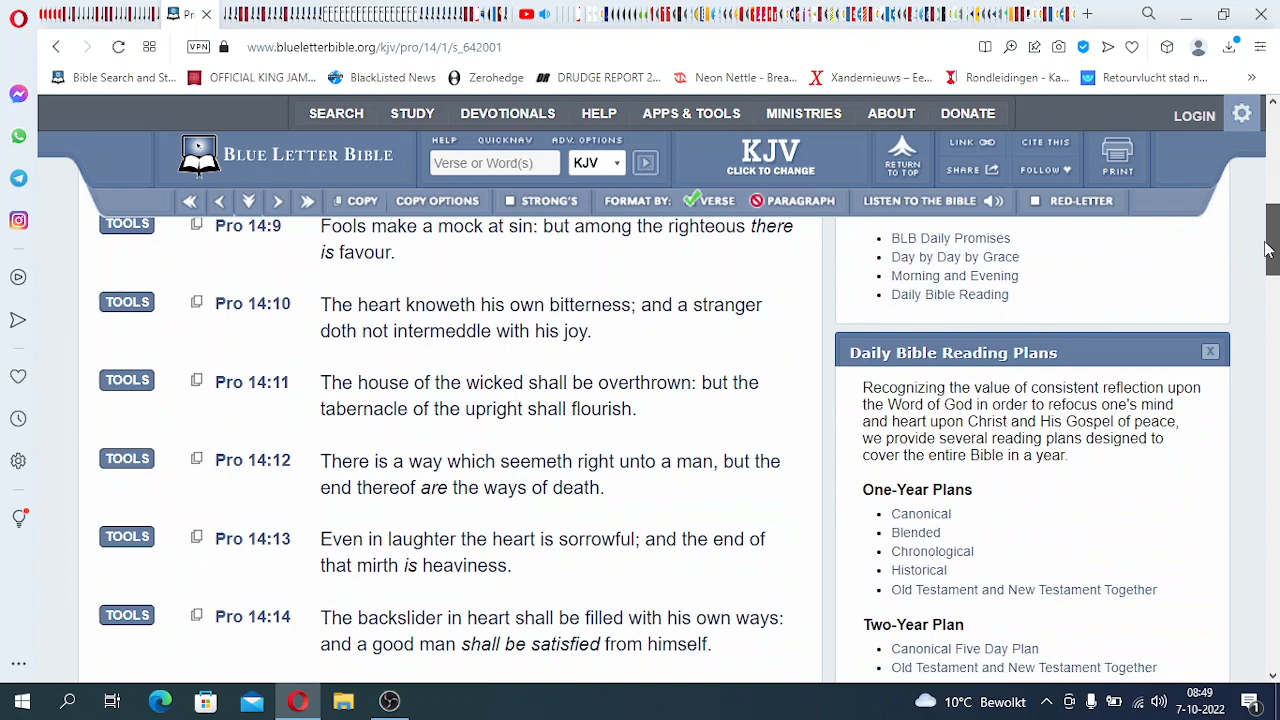 Pr
www.blueletterbible.org/kjv/pro/14/1/s_642001
VPN
Bible Search and St...
OFFICIAL KING JAM...
BlackListed News
Zerohedge
DRUDGE REPORT 2...
Neon Nettle - Brea...
Xandernieuws – Ee...
Rondleidingen - Ka...
Retourvlucht stad n...
SEARCH
STUDY
DEVOTIONALS
HELP
APPS & TOOLS
MINISTRIES
ABOUT
DONATE
LOGIN
BLUE LETTER BIBLE
HELP
QUICKNAV
ADV. OPTIONS
Verse or Word(s)
KJV
KJV
CLICK TO CHANGE
RETURN
TO TOP
LINK
SHARE
CITE THIS
FOLLOW
PRINT
COPY
COPY OPTIONS
STRONG'S
FORMAT BY:
VERSE
PARAGRAPH
LISTEN TO THE BIBLE
RED-LETTER
TOOLS
Pro 14:9
Fools make a mock at sin: but among the righteous there
is favour.
TOOLS
Pro 14:10
The heart knoweth his own bitterness; and a stranger
doth not intermeddle with his joy.
TOOLS
Pro 14:11
The house of the wicked shall be overthrown: but the
tabernacle of the upright shall flourish.
TOOLS
Pro 14:12
There is a way which seemeth right unto a man, but the
end thereof are the ways of death.
TOOLS
Pro 14:13
Even in laughter the heart is sorrowful; and the end of
that mirth is heaviness.
TOOLS
Pro 14:14
The backslider in heart shall be filled with his own ways:
and a good man shall be satisfied from himself.
BLB Daily Promises
Day by Day by Grace
Morning and Evening
Daily Bible Reading
Daily Bible Reading Plans
Recognizing the value of consistent reflection upon
the Word of God in order to refocus one's mind
and heart upon Christ and His Gospel of peace,
we provide several reading plans designed to
cover the entire Bible in a year.
One-Year Plans
Canonical
Blended
Chronological
Historical
Old Testament and New Testament Together
Two-Year Plan
Canonical Five Day Plan
Old Testament and New Testament Together
10°C Bewolkt
08:49
7-10-2022